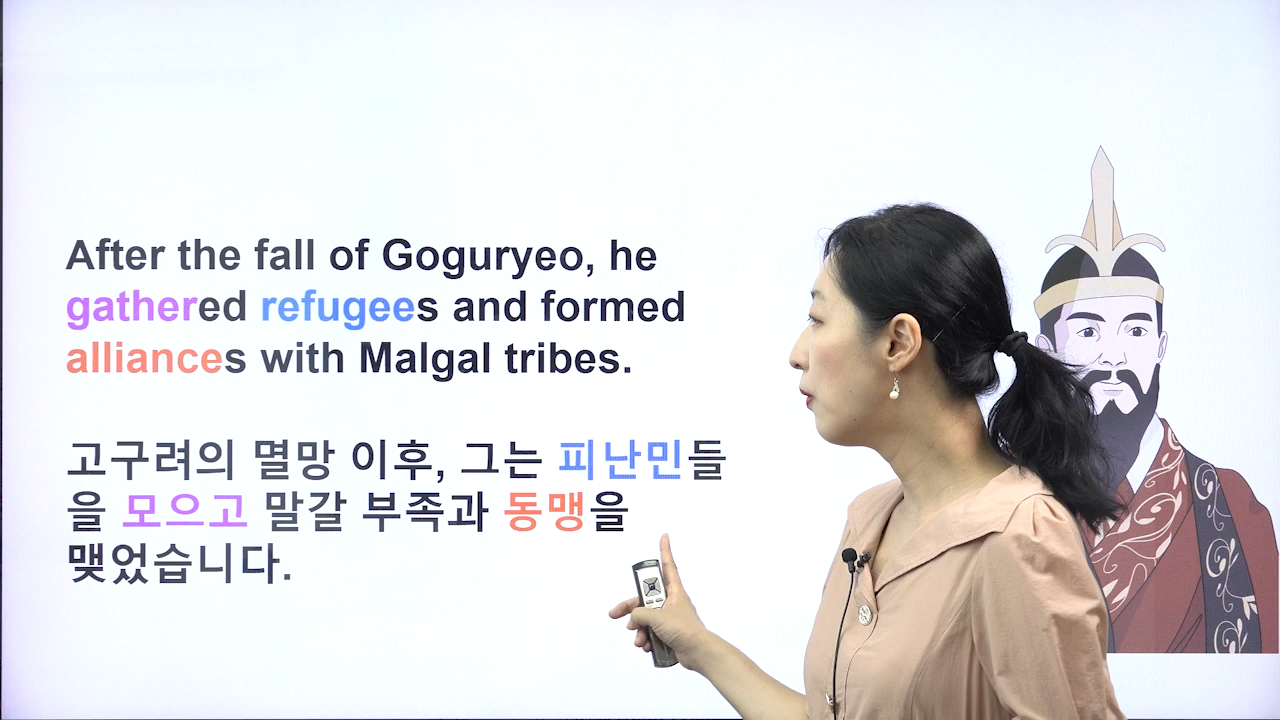 After the fall of Goguryeo, he
gathered refugees and formed
alliances with Malgal tribes.
고구려의 멸망 이후, 그는 피난민들
을 모으고 말갈 부족과 동맹을
맺었습니다.